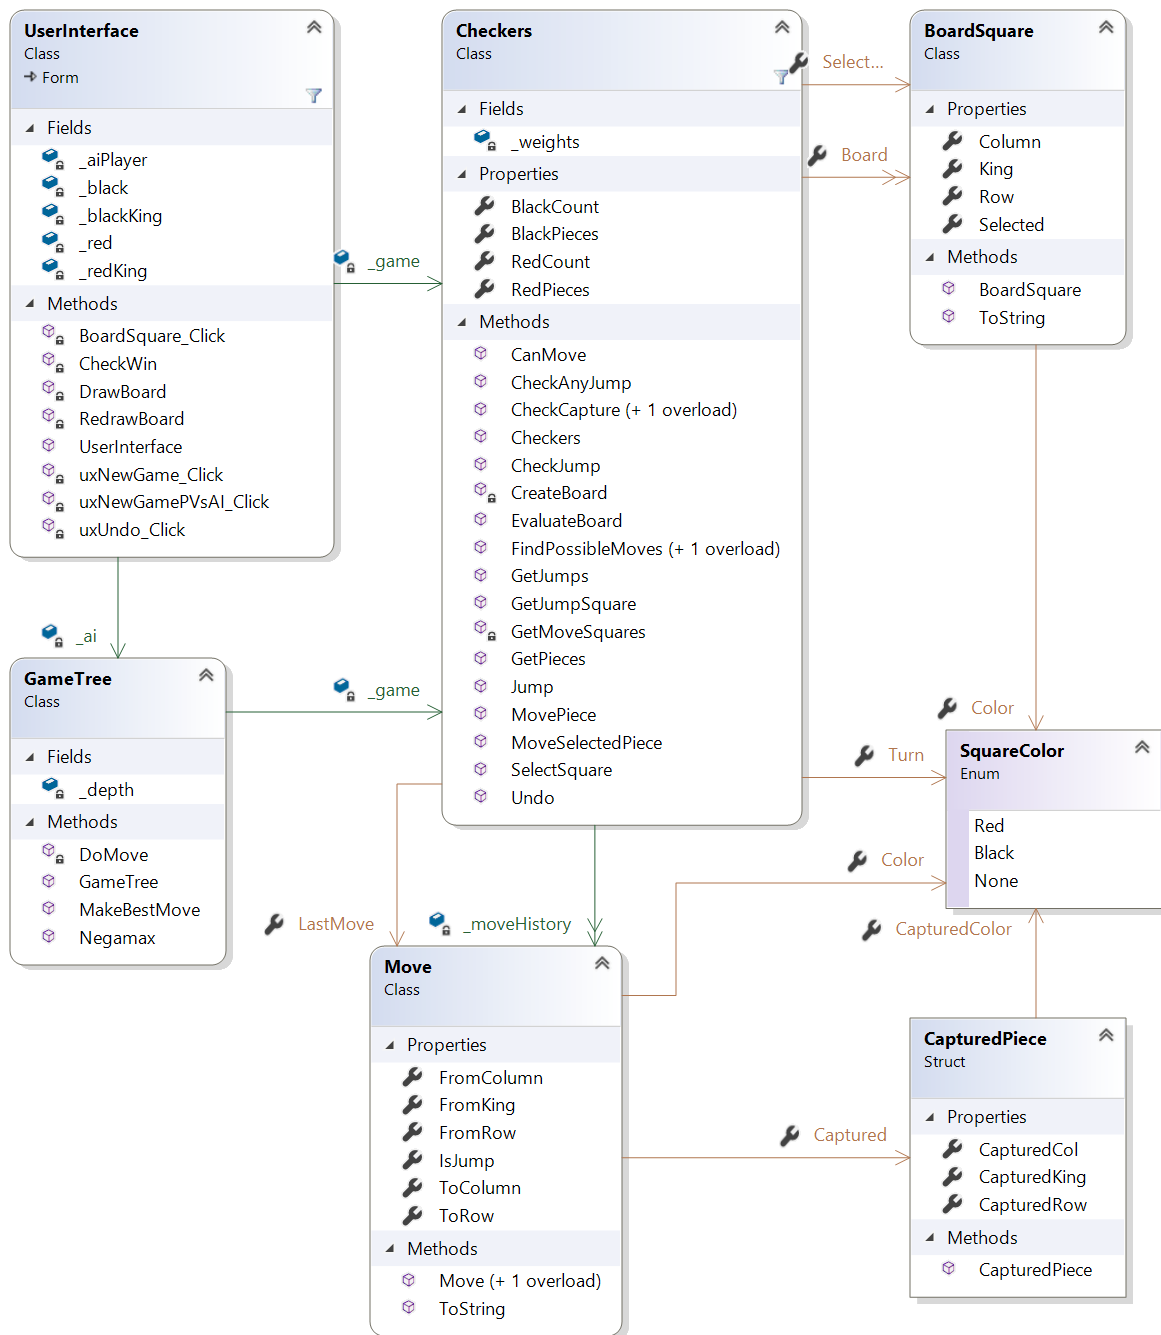 UserInterface
Class
Form
Fields
_aiPlayer
_black
_blackKing
_red
_redKing
Methods
BoardSquare_Click
CheckWin
DrawBoard
RedrawBoard
UserInterface
uxNewGame_Click
uxNewGamePVsAI_Click
uxUndo_Click
_game
Checkers
Class
Fields
_weights
Properties
BlackCount
BlackPieces
RedCount
RedPieces
Methods
CanMove
CheckAnyJump
CheckCapture (+ 1 overload)
Checkers
CheckJump
CreateBoard
EvaluateBoard
FindPossibleMoves (+ 1 overload)
GetJumps
GetJumpSquare
GetMoveSquares
GetPieces
Jump
MovePiece
MoveSelectedPiece
SelectSquare
Undo
Select...
Board
BoardSquare
Class
Properties
Column
King
Row
Selected
Methods
BoardSquare
ToString
_ai
GameTree
Class
Fields
_depth
Methods
DoMove
GameTree
MakeBestMove
Negamax
_game
Color
Turn
SquareColor
Enum
Red
Black
None
Color
CapturedColor
LastMove
_moveHistory
Move
Class
Properties
FromColumn
FromKing
FromRow
IsJump
ToColumn
ToRow
Methods
Move (+ 1 overload)
ToString
Captured
CapturedPiece
Struct
Properties
CapturedCol
CapturedKing
CapturedRow
Methods
CapturedPiece